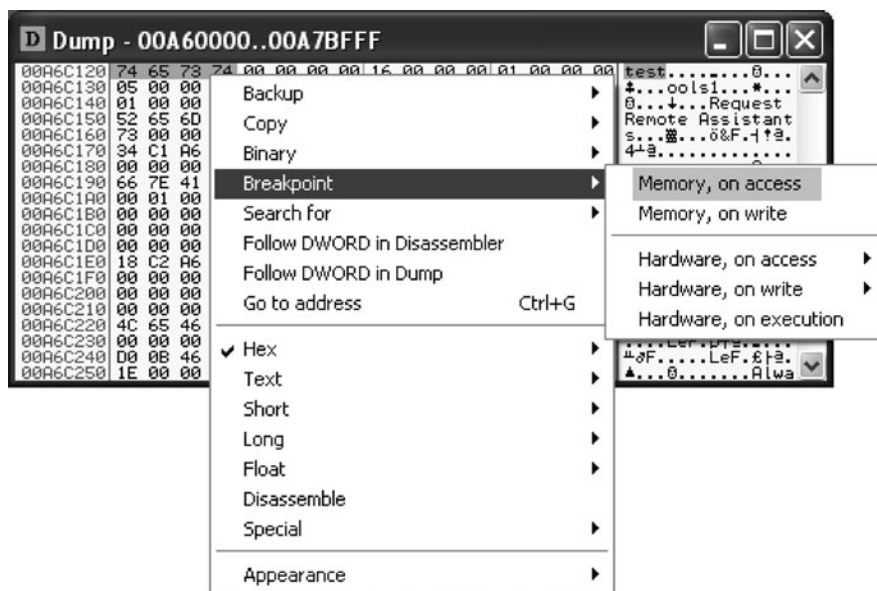 D Dump - 00A60000..00A7BFFF
00A6C120 74 65 73 74 00 00 00 00 16 00 00 00 01 00 00 00 test
00A6C130 05 00 00 ools1
00A6C140 01 00 00 Request
00A6C150 52 65 6D Remote Assistant
00A6C160 73 00 00
00A6C170 34 C1 A6
00A6C180 00 00 00
00A6C190 66 7E 41
00A6C1A0 00 01 00
00A6C1B0 00 00 00
00A6C1C0 00 00 00
00A6C1D0 00 00 00
00A6C1E0 18 C2 A6
00A6C1F0 00 00 00
00A6C200 00 00 00
00A6C210 00 00 00
00A6C220 4C 65 46
00A6C230 00 00 00
00A6C240 D0 0B 46
00A6C250 1E 00 00 Alwa
Backup
Copy
Binary
Breakpoint
Search for
Follow DWORD in Disassembler
Follow DWORD in Dump
Go to address Ctrl+G
Hex
Text
Short
Long
Float
Disassemble
Special
Appearance
Memory, on access
Memory, on write
Hardware, on access
Hardware, on write
Hardware, on execution